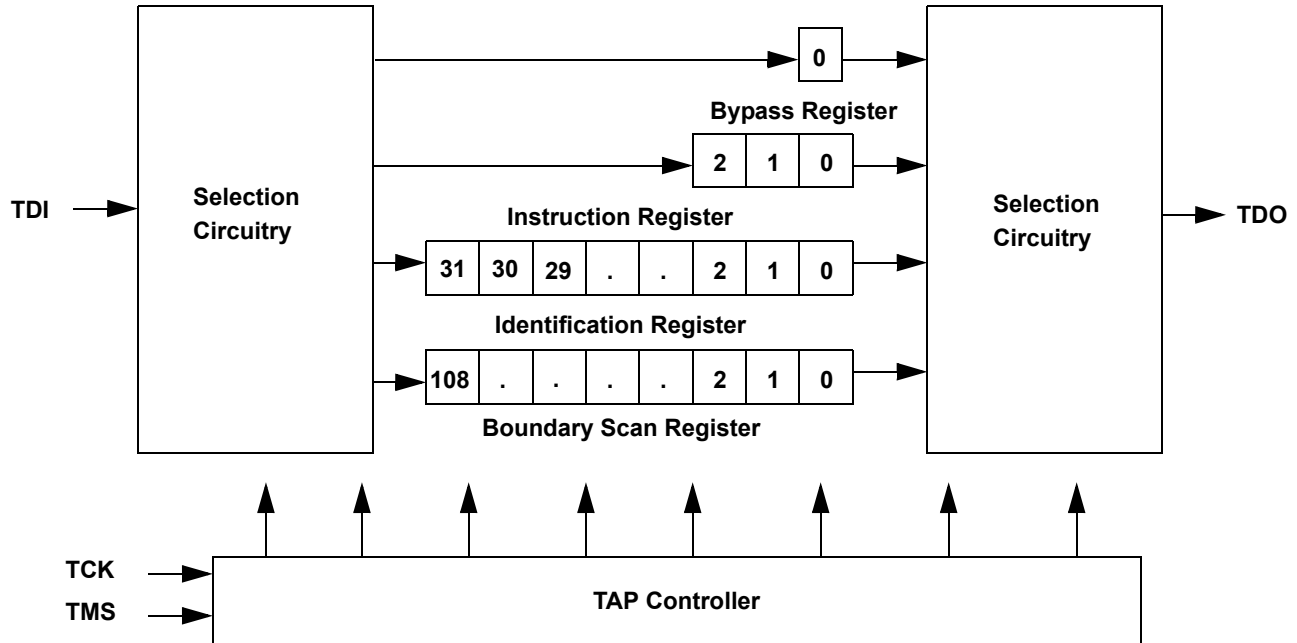 0
Bypass Register
2 1 0
Selection
Circuitry
Selection
Circuitry
TDI
TDO
Instruction Register
31 30 29 . . 2 1 0
Identification Register
108 . . . . 2 1 0
Boundary Scan Register
TCK
TMS
TAP Controller